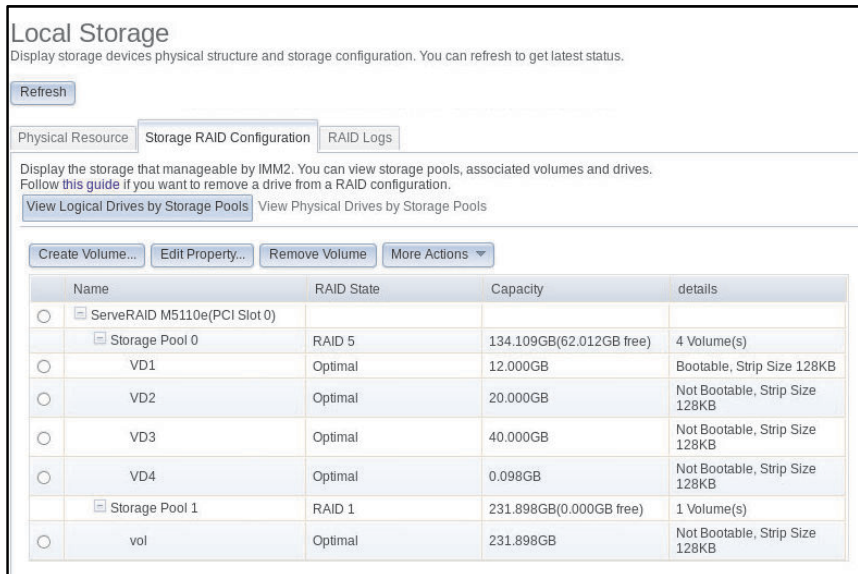 Local Storage
Display storage devices physical structure and storage configuration. You can refresh to get latest status.
Refresh
Physical Resource Storage RAID Configuration RAID Logs
Display the storage that manageable by IMM2. You can view storage pools, associated volumes and drives.
Follow this guide if you want to remove a drive from a RAID configuration.
View Logical Drives by Storage Pools View Physical Drives by Storage Pools
Create Volume... Edit Property... Remove Volume More Actions
Name RAID State Capacity details
ServeRAID M5110e(PCI Slot 0)
Storage Pool 0 RAID 5 134.109GB(62.012GB free) 4 Volume(s)
VD1 Optimal 12.000GB Bootable, Strip Size 128KB
VD2 Optimal 20.000GB Not Bootable, Strip Size
128KB
VD3 Optimal 40.000GB Not Bootable, Strip Size
128KB
VD4 Optimal 0.098GB Not Bootable, Strip Size
128KB
Storage Pool 1 RAID 1 231.898GB(0.000GB free) 1 Volume(s)
vol Optimal 231.898GB Not Bootable, Strip Size
128KB